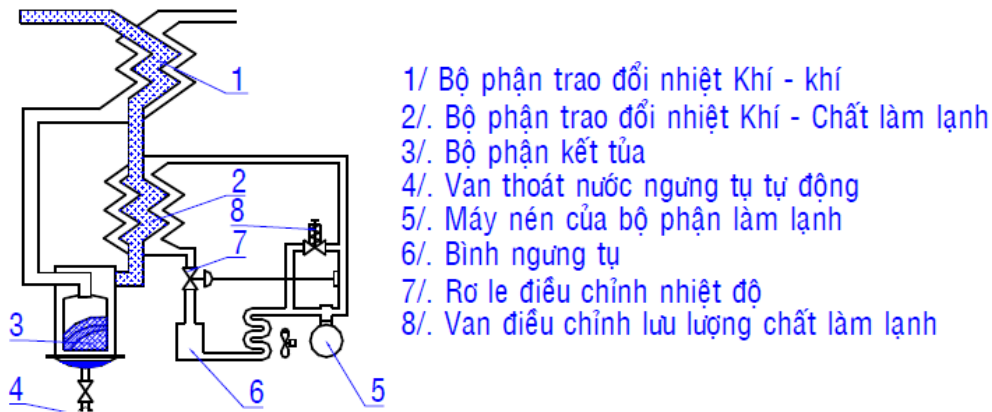 1
2
8
7
3
4
6
5
1/ Bộ phận trao đổi nhiệt Khí - khí
2/. Bộ phận trao đổi nhiệt Khí - Chất làm lạnh
3/. Bộ phận kết tủa
4/. Van thoát nước ngưng tụ tự động
5/. Máy nén của bộ phận làm lạnh
6/. Bình ngưng tụ
7/. Rơ le điều chỉnh nhiệt độ
8/. Van điều chỉnh lưu lượng chất làm lạnh